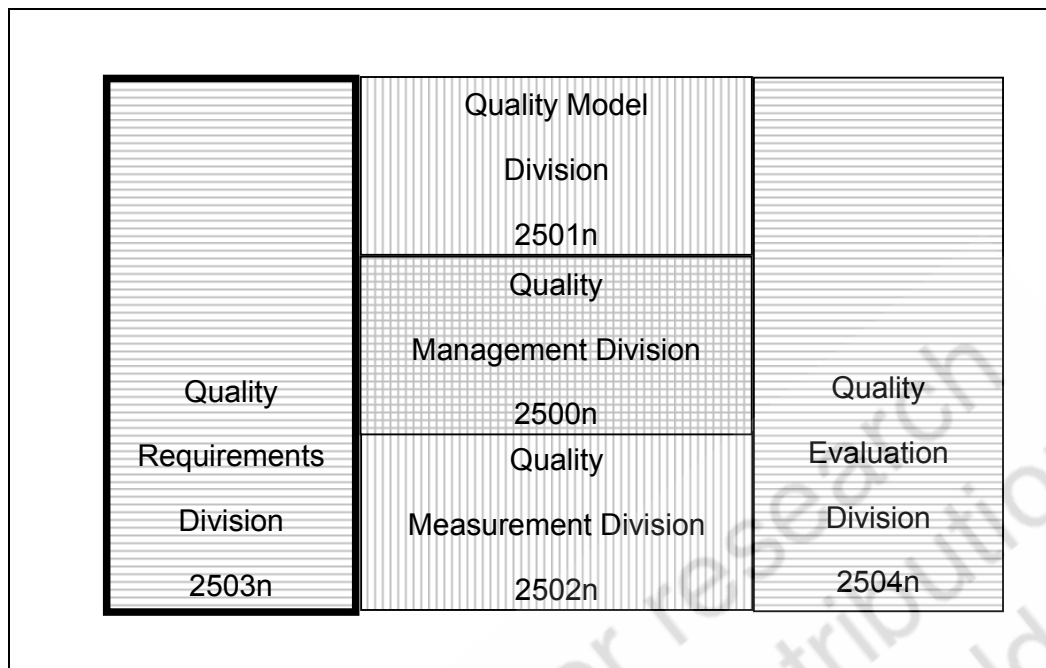 Quality Model
Division
2501n
Quality
Management Division
2500n
Quality
Measurement Division
2502n
Quality
Requirements
Division
2503n
Quality
Evaluation
Division
2504n
research